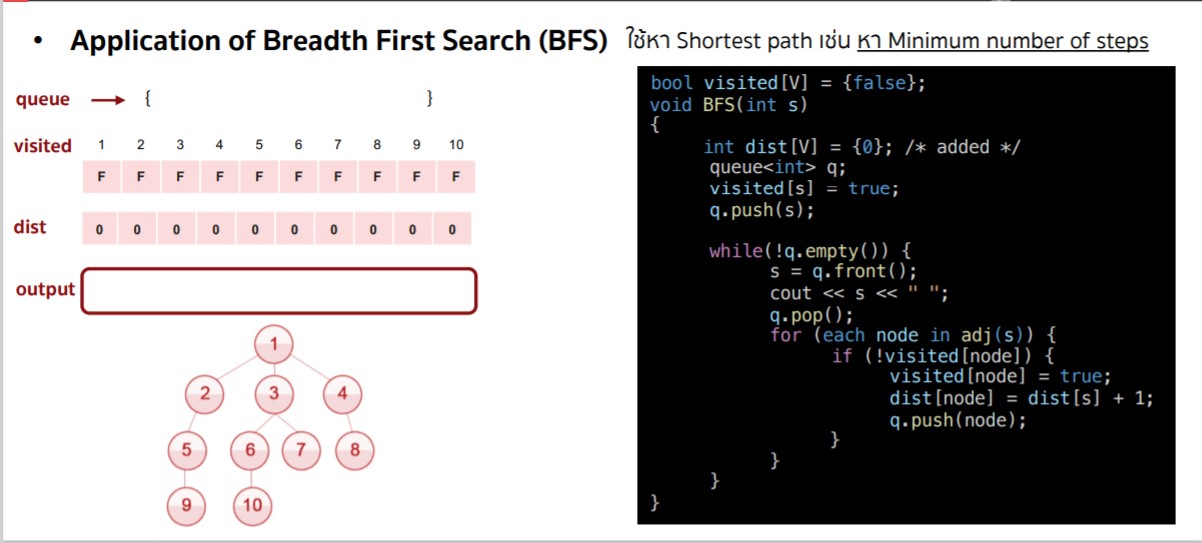 • Application of Breadth First Search (BFS) ใช้หา Shortest path เช่น หา Minimum number of steps
queue { }
visited 1 2 3 4 5 6 7 8 9 10
F F F F F F F F F F
dist 0 0 0 0 0 0 0 0 0 0
output
1
2 3 4
5 6 7 8
9 10
bool visited[V] = {false};
void BFS(int s)
{
int dist[V] = {0}; /* added */
queue<int> q;
visited[s] = true;
q.push(s);
while(!q.empty()) {
s = q.front();
cout << s << " ";
q.pop();
for (each node in adj(s)) {
if (!visited[node]) {
visited[node] = true;
dist[node] = dist[s] + 1;
q.push(node);
}
}
}
}